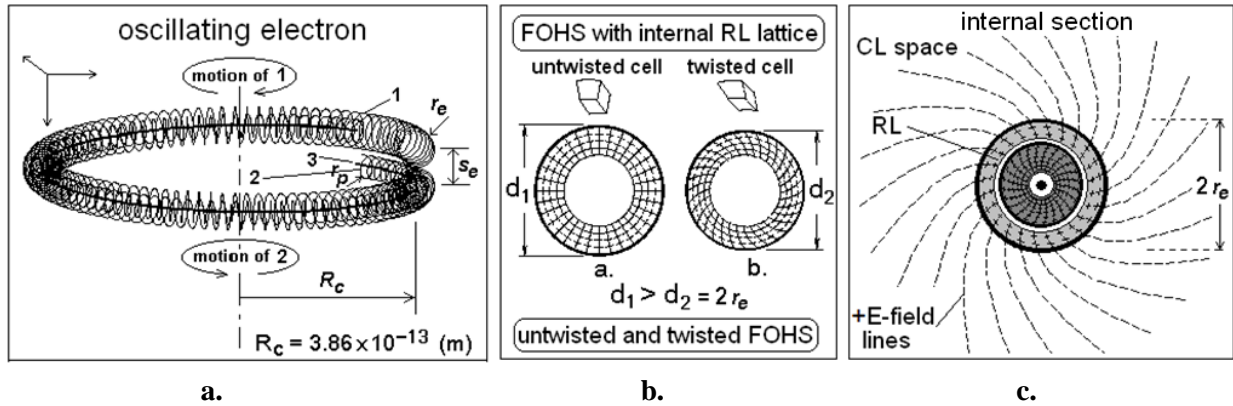 oscillating electron
motion of 1
1
r_e
3
2
r_p
s_e
motion of 2
R_c
R_c = 3.86×10^−13 (m)
a.
FOHS with internal RL lattice
untwisted cell twisted cell
d_1
d_2
a. b.
d_1 > d_2 = 2 r_e
untwisted and twisted FOHS
b.
internal section
CL space
RL
2 r_e
+E-field
lines
c.